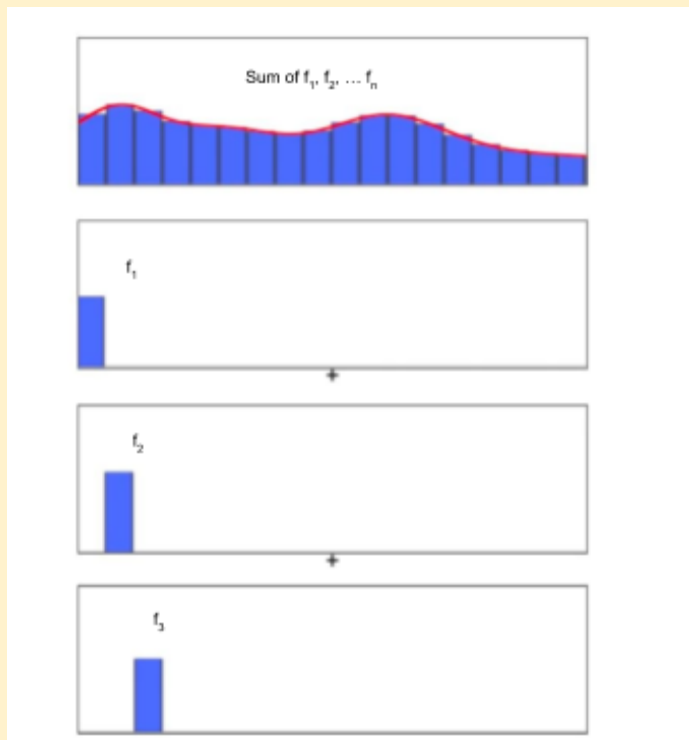 Sum of f₁, f₂, … fₙ
f₁
+
f₂
+
f₃